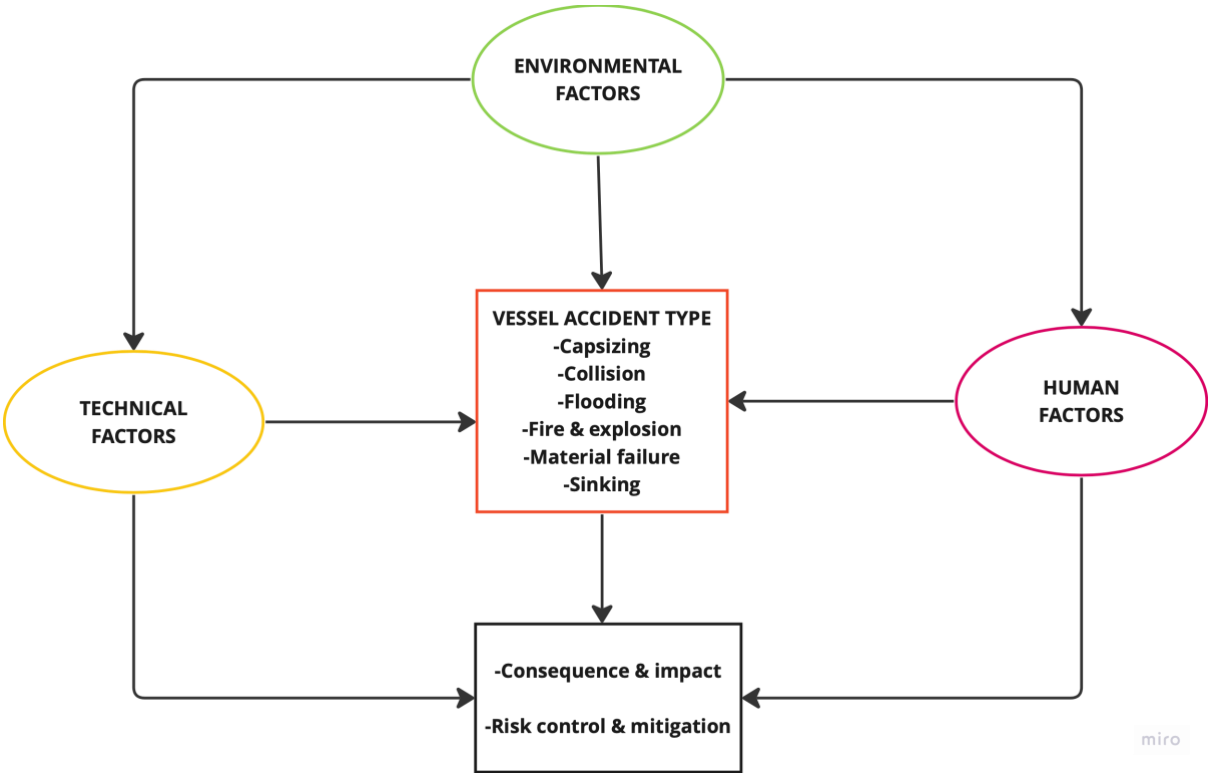 ENVIRONMENTAL
FACTORS
VESSEL ACCIDENT TYPE
-Capsizing
-Collision
-Flooding
-Fire & explosion
-Material failure
-Sinking
TECHNICAL
FACTORS
HUMAN
FACTORS
-Consequence & impact
-Risk control & mitigation
miro